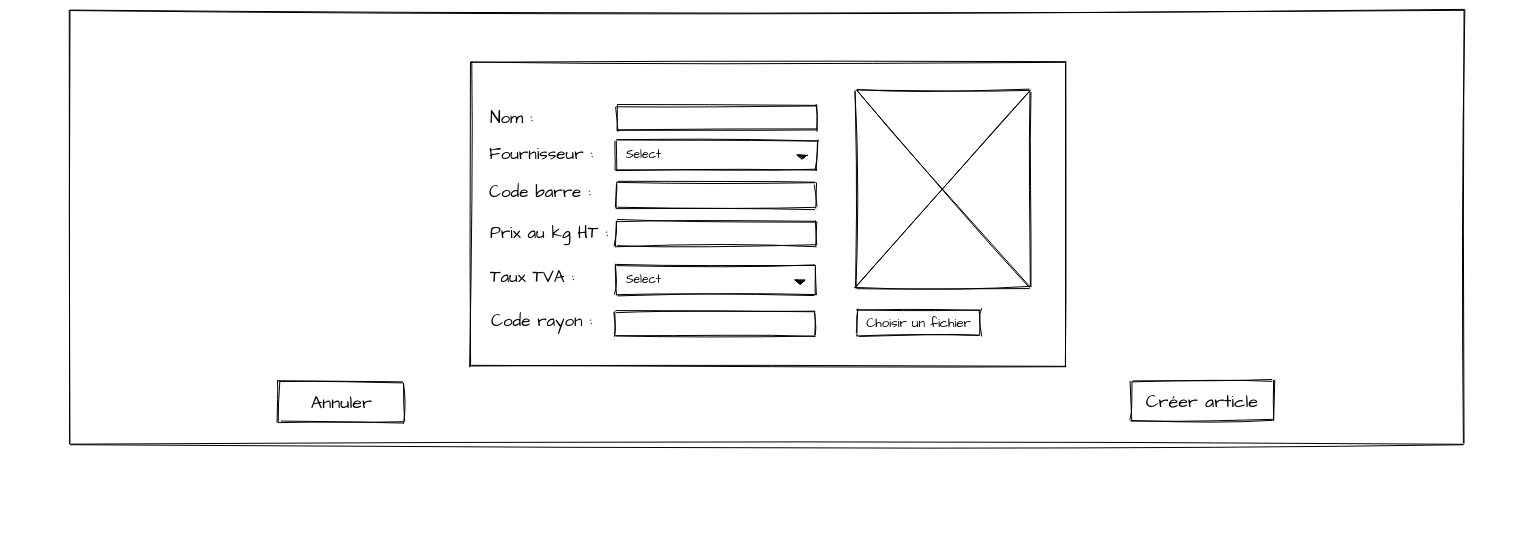 Nom :
Fournisseur :
Select
Code barre :
Prix au kg HT :
Taux TVA :
Select
Code rayon :
Choisir un fichier
Annuler
Créer article